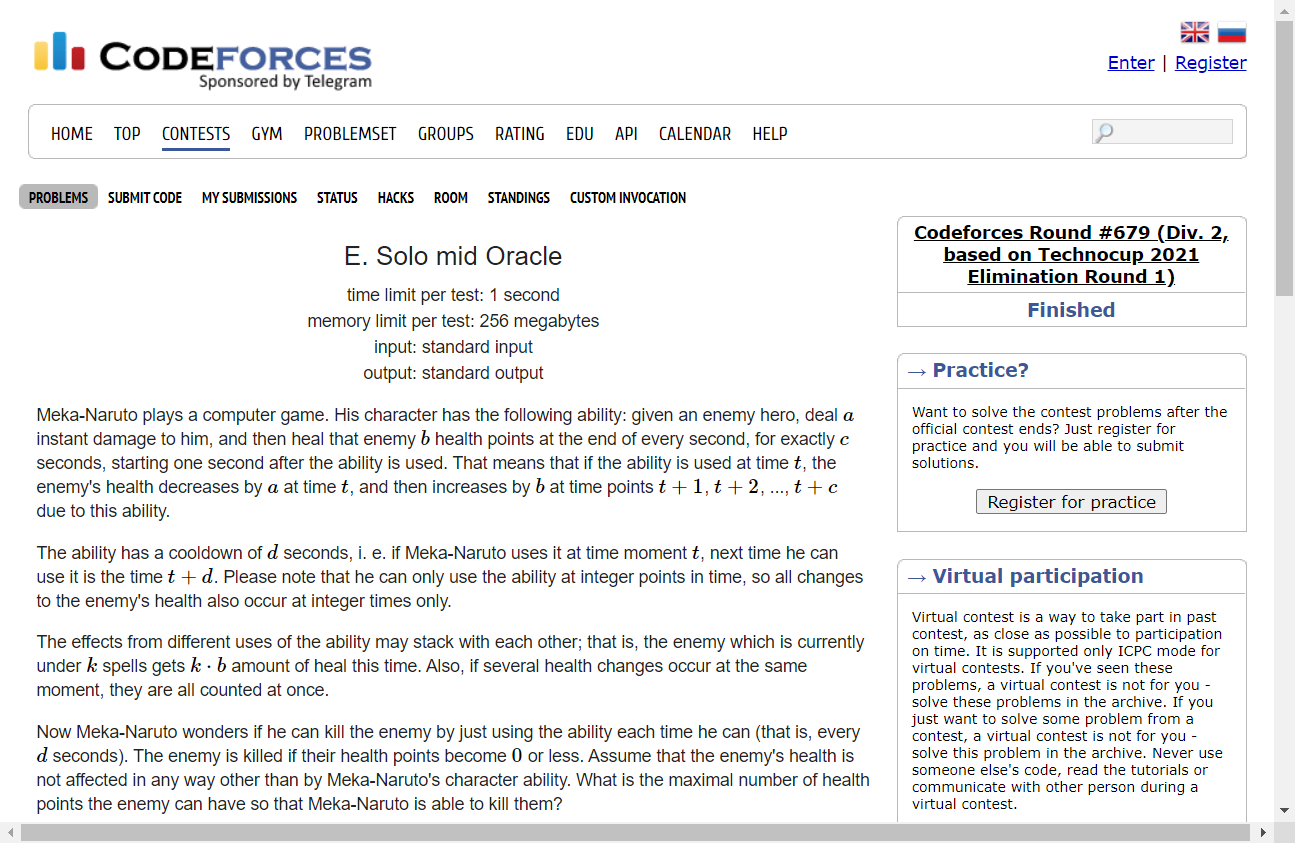 CODEFORCES
Sponsored by Telegram
Enter | Register
HOME TOP CONTESTS GYM PROBLEMSET GROUPS RATING EDU API CALENDAR HELP
PROBLEMS SUBMIT CODE MY SUBMISSIONS STATUS HACKS ROOM STANDINGS CUSTOM INVOCATION
E. Solo mid Oracle
time limit per test: 1 second
memory limit per test: 256 megabytes
input: standard input
output: standard output
Meka-Naruto plays a computer game. His character has the following ability: given an enemy hero, deal a
instant damage to him, and then heal that enemy b health points at the end of every second, for exactly c
seconds, starting one second after the ability is used. That means that if the ability is used at time t, the
enemy's health decreases by a at time t, and then increases by b at time points t + 1, t + 2, ..., t + c
due to this ability.
The ability has a cooldown of d seconds, i. e. if Meka-Naruto uses it at time moment t, next time he can
use it is the time t + d. Please note that he can only use the ability at integer points in time, so all changes
to the enemy's health also occur at integer times only.
The effects from different uses of the ability may stack with each other; that is, the enemy which is currently
under k spells gets k · b amount of heal this time. Also, if several health changes occur at the same
moment, they are all counted at once.
Now Meka-Naruto wonders if he can kill the enemy by just using the ability each time he can (that is, every
d seconds). The enemy is killed if their health points become 0 or less. Assume that the enemy's health is
not affected in any way other than by Meka-Naruto's character ability. What is the maximal number of health
points the enemy can have so that Meka-Naruto is able to kill them?
Codeforces Round #679 (Div. 2,
based on Technocup 2021
Elimination Round 1)
Finished
→ Practice?
Want to solve the contest problems after the
official contest ends? Just register for
practice and you will be able to submit
solutions.
Register for practice
→ Virtual participation
Virtual contest is a way to take part in past
contest, as close as possible to participation
on time. It is supported only ICPC mode for
virtual contests. If you've seen these
problems, a virtual contest is not for you -
solve these problems in the archive. If you
just want to solve some problem from a
contest, a virtual contest is not for you -
solve this problem in the archive. Never use
someone else's code, read the tutorials or
communicate with other person during a
virtual contest.